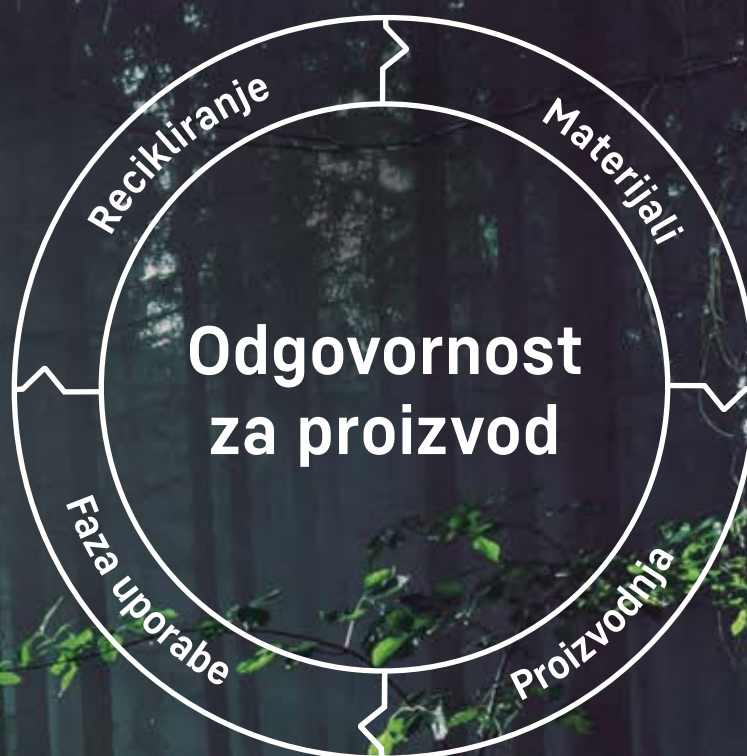 Recikliranje
Materijali
Odgovornost
za proizvod
Faza uporabe
Proizvodnja